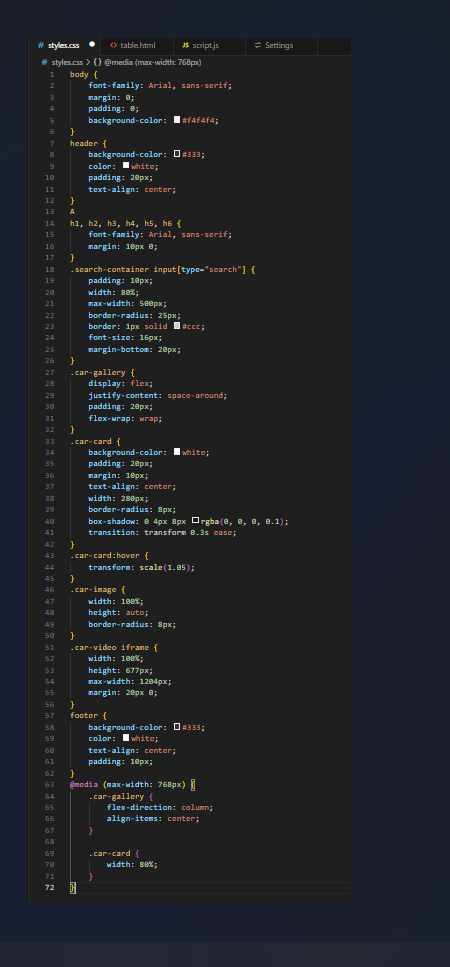 # styles.css ● <> table.html JS script.js Settings
# styles.css > {} @media (max-width: 768px)
1 body {
2 font-family: Arial, sans-serif;
3 margin: 0;
4 padding: 0;
5 background-color: #f4f4f4;
6 }
7 header {
8 background-color: #333;
9 color: white;
10 padding: 20px;
11 text-align: center;
12 }
13 A
14 h1, h2, h3, h4, h5, h6 {
15 font-family: Arial, sans-serif;
16 margin: 10px 0;
17 }
18 .search-container input[type="search"] {
19 padding: 10px;
20 width: 80%;
21 max-width: 500px;
22 border-radius: 25px;
23 border: 1px solid #ccc;
24 font-size: 16px;
25 margin-bottom: 20px;
26 }
27 .car-gallery {
28 display: flex;
29 justify-content: space-around;
30 padding: 20px;
31 flex-wrap: wrap;
32 }
33 .car-card {
34 background-color: white;
35 padding: 20px;
36 margin: 10px;
37 text-align: center;
38 width: 280px;
39 border-radius: 8px;
40 box-shadow: 0 4px 8px rgba(0, 0, 0, 0.1);
41 transition: transform 0.3s ease;
42 }
43 .car-card:hover {
44 transform: scale(1.05);
45 }
46 .car-image {
47 width: 100%;
48 height: auto;
49 border-radius: 8px;
50 }
51 .car-video iframe {
52 width: 100%;
53 height: 677px;
54 max-width: 1204px;
55 margin: 20px 0;
56 }
57 footer {
58 background-color: #333;
59 color: white;
60 text-align: center;
61 padding: 10px;
62 }
63 @media (max-width: 768px) {
64 .car-gallery {
65 flex-direction: column;
66 align-items: center;
67 }
68
69 .car-card {
70 width: 80%;
71 }
72 }